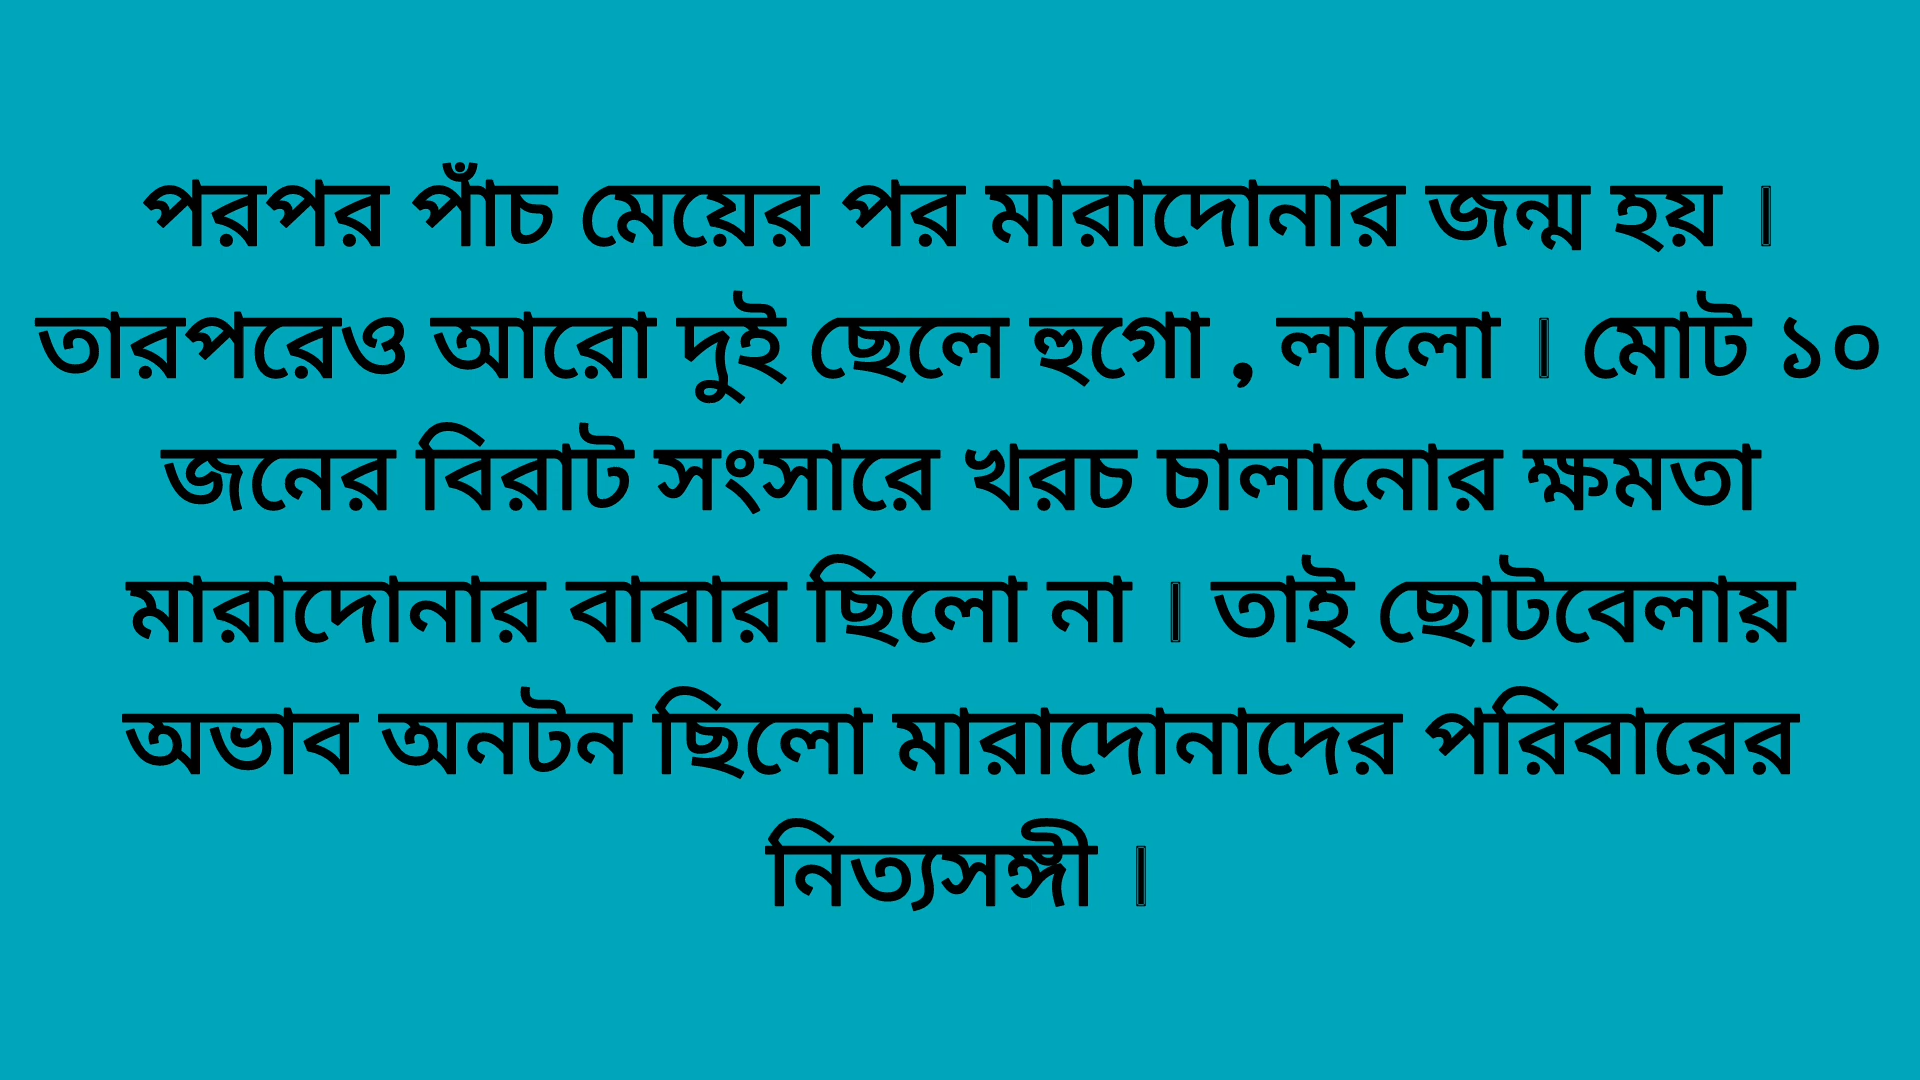 পরপর পাঁচ মেয়ের পর মারাদোনার জন্ম হয় ।
তারপরেও আরো দুই ছেলে হুগো , লালো । মোট ১০
জনের বিরাট সংসারে খরচ চালানোর ক্ষমতা
মারাদোনার বাবার ছিলো না । তাই ছোটবেলায়
অভাব অনটন ছিলো মারাদোনাদের পরিবারের
নিত্যসঙ্গী ।